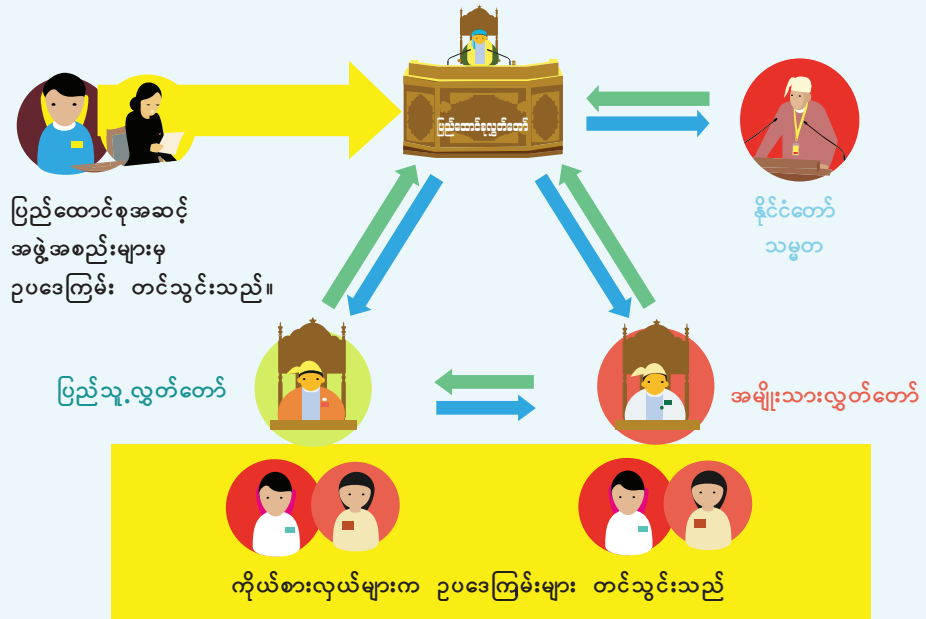 ပြည်ထောင်စုလွှတ်တော်
ပြည်ထောင်စုအဆင့်
အဖွဲ့အစည်းများမှ
ဥပဒေကြမ်း တင်သွင်းသည်။
နိုင်ငံတော်
သမ္မတ
ပြည်သူ့လွှတ်တော်
အမျိုးသားလွှတ်တော်
ကိုယ်စားလှယ်များက ဥပဒေကြမ်းများ တင်သွင်းသည်